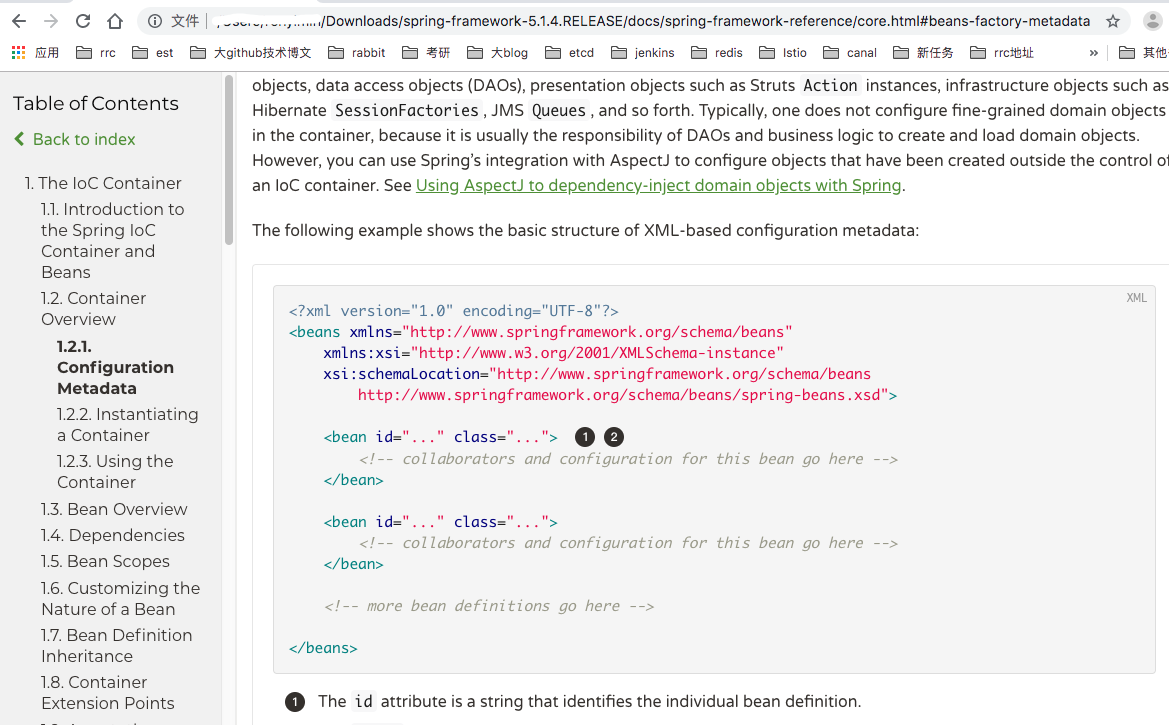 文件
/Downloads/spring-framework-5.1.4.RELEASE/docs/spring-framework-reference/core.html#beans-factory-metadata
应用 rrc est 大github技术博文 rabbit 考研 大blog etcd jenkins redis Istio canal 新任务 rrc地址 » 其他
Table of Contents
Back to index
1. The IoC Container
1.1. Introduction to
the Spring IoC
Container and
Beans
1.2. Container
Overview
1.2.1.
Configuration
Metadata
1.2.2. Instantiating
a Container
1.2.3. Using the
Container
1.3. Bean Overview
1.4. Dependencies
1.5. Bean Scopes
1.6. Customizing the
Nature of a Bean
1.7. Bean Definition
Inheritance
1.8. Container
Extension Points
objects, data access objects (DAOs), presentation objects such as Struts Action instances, infrastructure objects such as
Hibernate SessionFactories, JMS Queues, and so forth. Typically, one does not configure fine-grained domain objects
in the container, because it is usually the responsibility of DAOs and business logic to create and load domain objects.
However, you can use Spring's integration with AspectJ to configure objects that have been created outside the control of
an IoC container. See Using AspectJ to dependency-inject domain objects with Spring.
The following example shows the basic structure of XML-based configuration metadata:
XML
<?xml version="1.0" encoding="UTF-8"?>
<beans xmlns="http://www.springframework.org/schema/beans"
xmlns:xsi="http://www.w3.org/2001/XMLSchema-instance"
xsi:schemaLocation="http://www.springframework.org/schema/beans
http://www.springframework.org/schema/beans/spring-beans.xsd">
<bean id="..." class="..."> 1 2
<!-- collaborators and configuration for this bean go here -->
</bean>
<bean id="..." class="...">
<!-- collaborators and configuration for this bean go here -->
</bean>
<!-- more bean definitions go here -->
</beans>
1 The id attribute is a string that identifies the individual bean definition.